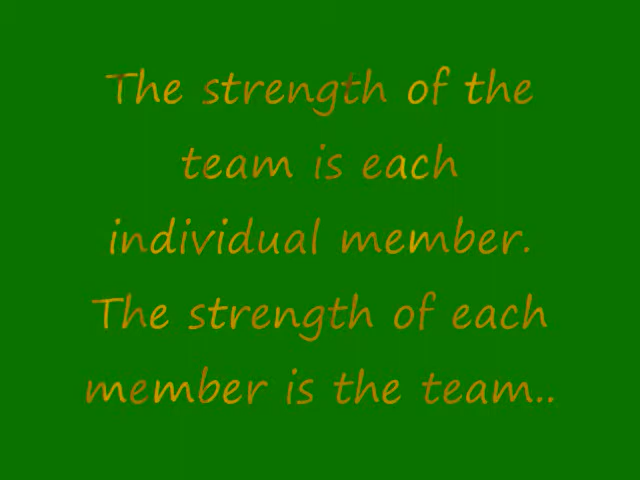 The strength of the
team is each
individual member.
The strength of each
member is the team..